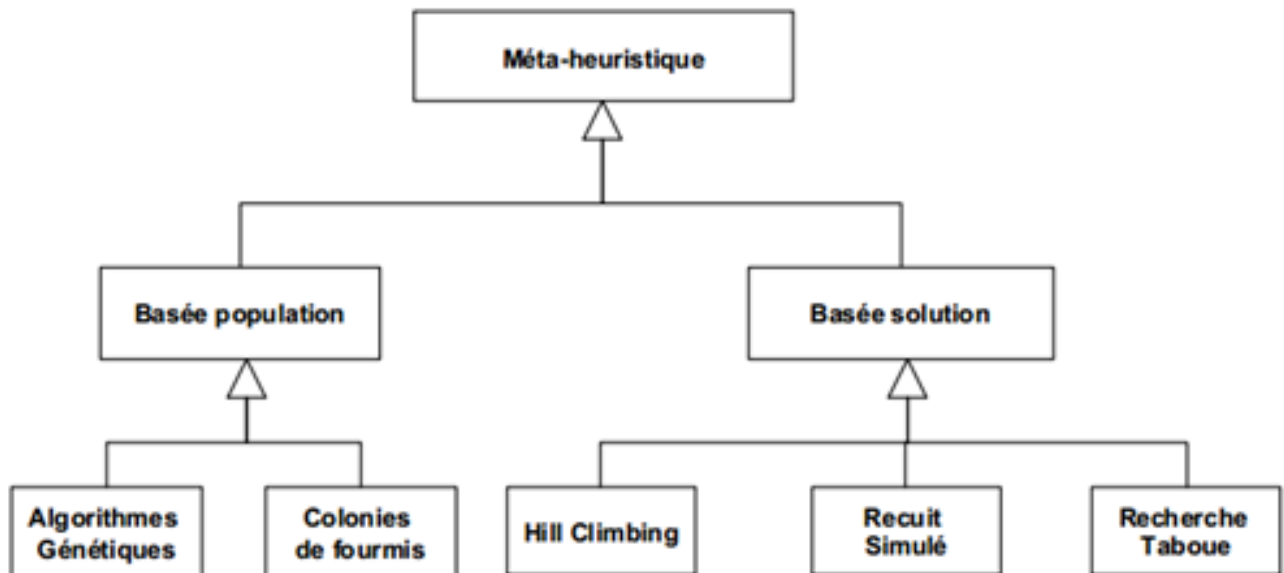 Méta-heuristique
Basée population
Basée solution
Algorithmes
Génétiques
Colonies
de fourmis
Hill Climbing
Recuit
Simulé
Recherche
Taboue